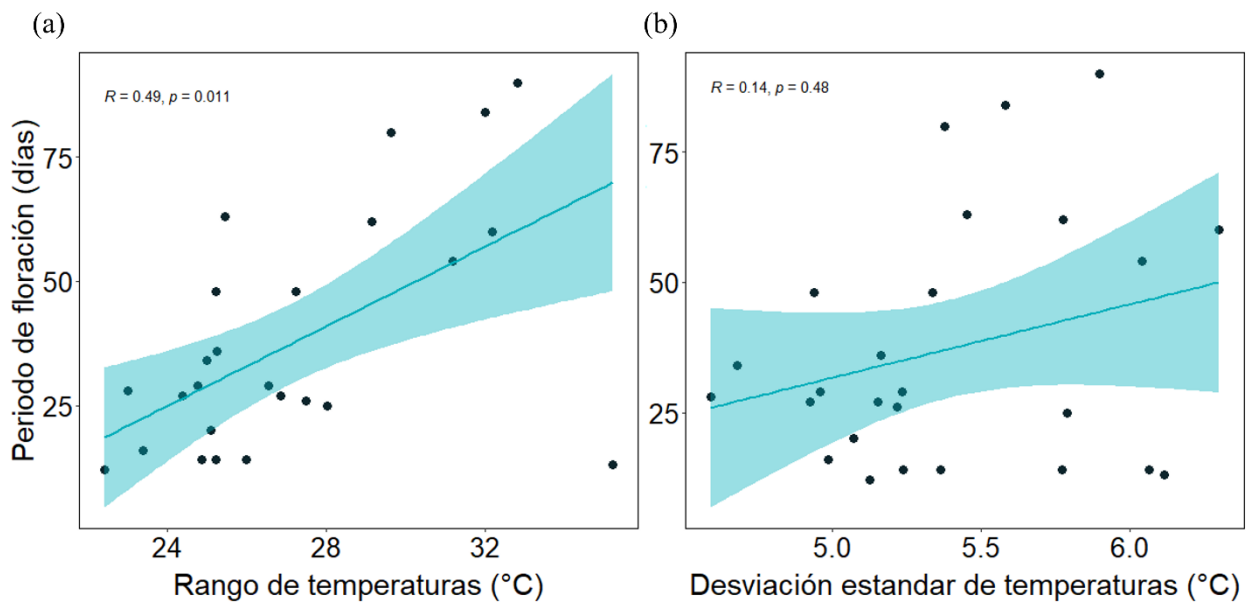 (a)
(b)
R = 0.49, p = 0.011
R = 0.14, p = 0.48
Periodo de floración (días)
75
50
25
75
50
25
24
28
32
5.0
5.5
6.0
Rango de temperaturas (°C)
Desviación estandar de temperaturas (°C)